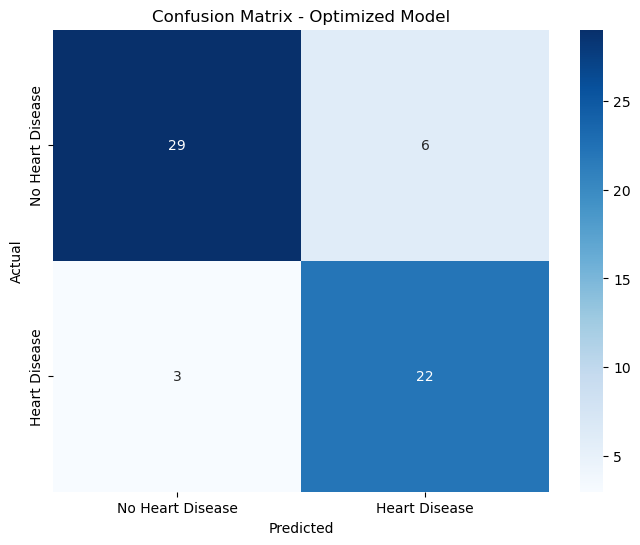 Confusion Matrix - Optimized Model
Actual
No Heart Disease
29
6
Heart Disease
3
22
No Heart Disease
Heart Disease
Predicted
25
20
15
10
5